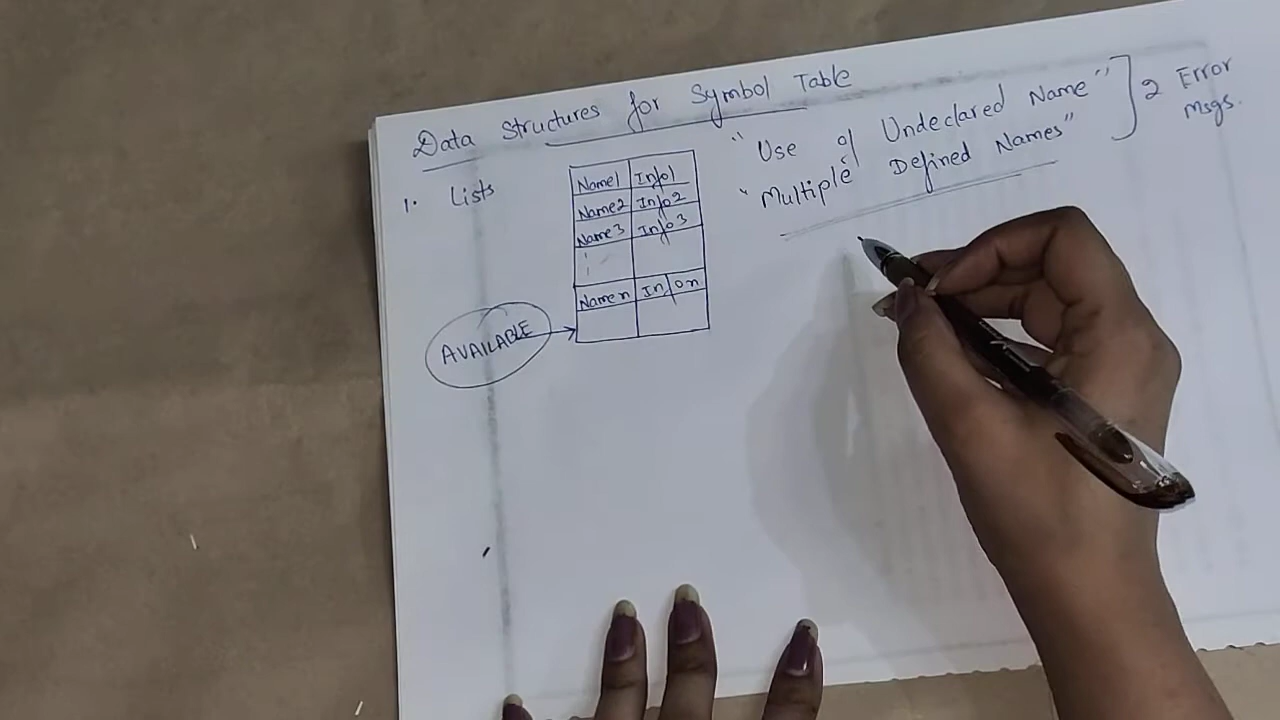 Data Structures for Symbol Table
1. Lists
Name1 Info1
Name2 Info2
Name3 Info3
Name n Info n
AVAILABLE
"Use of Undeclared Name"
"Multiple Defined Names"
2 Error
Msgs.